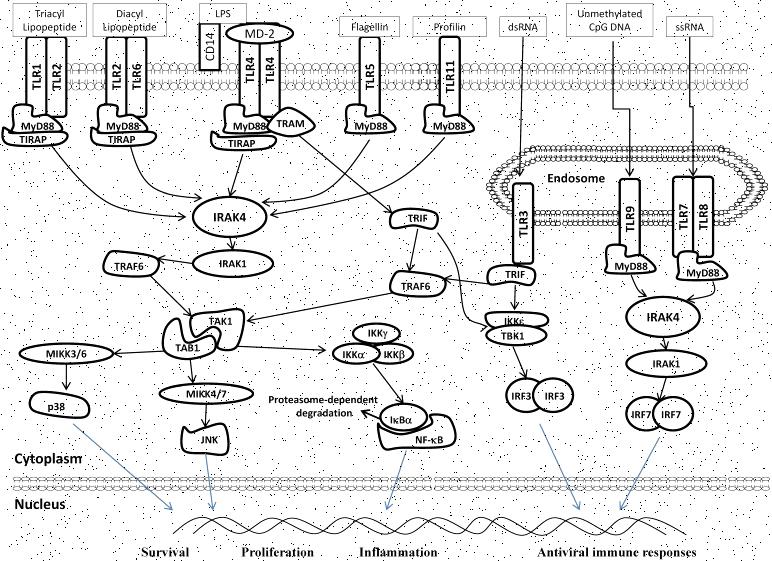 Triacyl
Lipopeptide
Diacyl
Lipopeptide
LPS
Flagellin
Profilin
dsRNA
Unmethylated
CpG DNA
ssRNA
CD14
MD-2
TLR1
TLR2
TLR2
TLR6
TLR4
TLR4
TLR5
TLR11
MyD88
TIRAP
MyD88
TIRAP
MyD88
TIRAP
TRAM
MyD88
MyD88
Endosome
TLR3
TLR9
TLR7
TLR8
IRAK4
TRIF
IRAK1
TRAF6
TRAF6
TRIF
MyD88
MyD88
TAK1
TAB1
IKKγ
IKKα
IKKβ
IKKε
TBK1
IRAK4
IRAK1
MIKK3/6
MIKK4/7
p38
JNK
Proteasome-dependent
degradation
IκBα
NF-κB
IRF3
IRF3
IRF7
IRF7
Cytoplasm
Nucleus
Survival
Proliferation
Inflammation
Antiviral immune responses